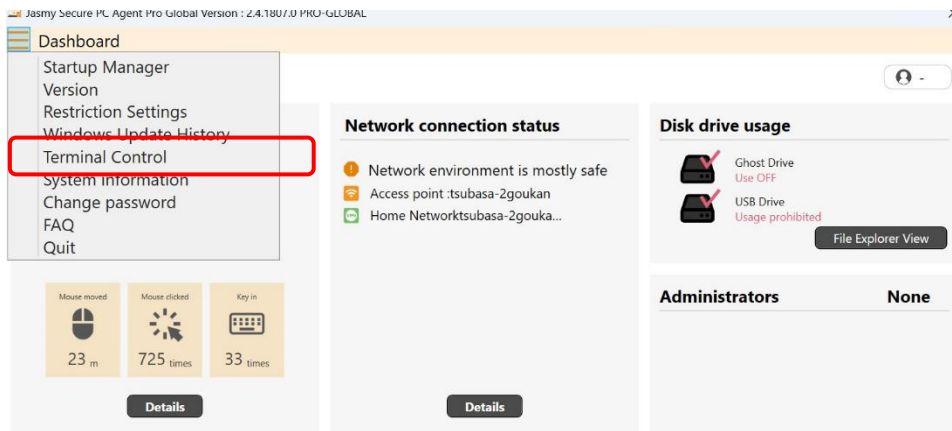 Jasmy Secure PC Agent Pro Global Version : 2.4.1807.0 PRO-GLOBAL
Dashboard
Startup Manager
Version
Restriction Settings
Windows Update History
Terminal Control
System Information
Change password
FAQ
Quit
-
Mouse moved
23 m
Mouse clicked
725 times
Key in
33 times
Details
Network connection status
Network environment is mostly safe
Access point :tsubasa-2goukan
Home Networktsubasa-2gouka...
Details
Disk drive usage
Ghost Drive
Use OFF
USB Drive
Usage prohibited
File Explorer View
Administrators None